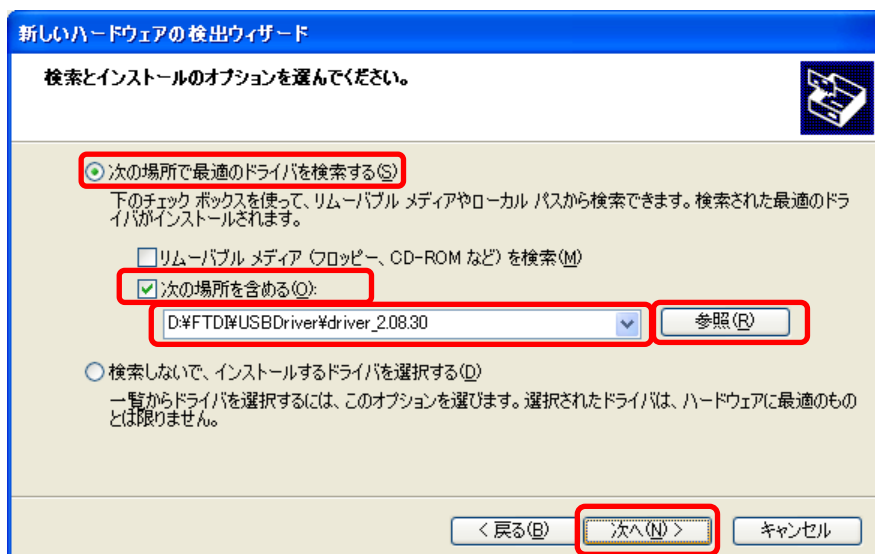 新しいハードウェアの検出ウィザード
検索とインストールのオプションを選んでください。
次の場所で最適のドライバを検索する(S)
下のチェック ボックスを使って、リムーバブル メディアやローカル パスから検索できます。検索された最適のドラ
イバがインストールされます。
リムーバブル メディア (フロッピー、CD-ROM など) を検索(M)
次の場所を含める(O):
D:¥FTDI¥USBDriver¥driver_2.08.30
参照(R)
検索しないで、インストールするドライバを選択する(D)
一覧からドライバを選択するには、このオプションを選びます。選択されたドライバは、ハードウェアに最適のもの
とは限りません。
< 戻る(B) 次へ(N) > キャンセル